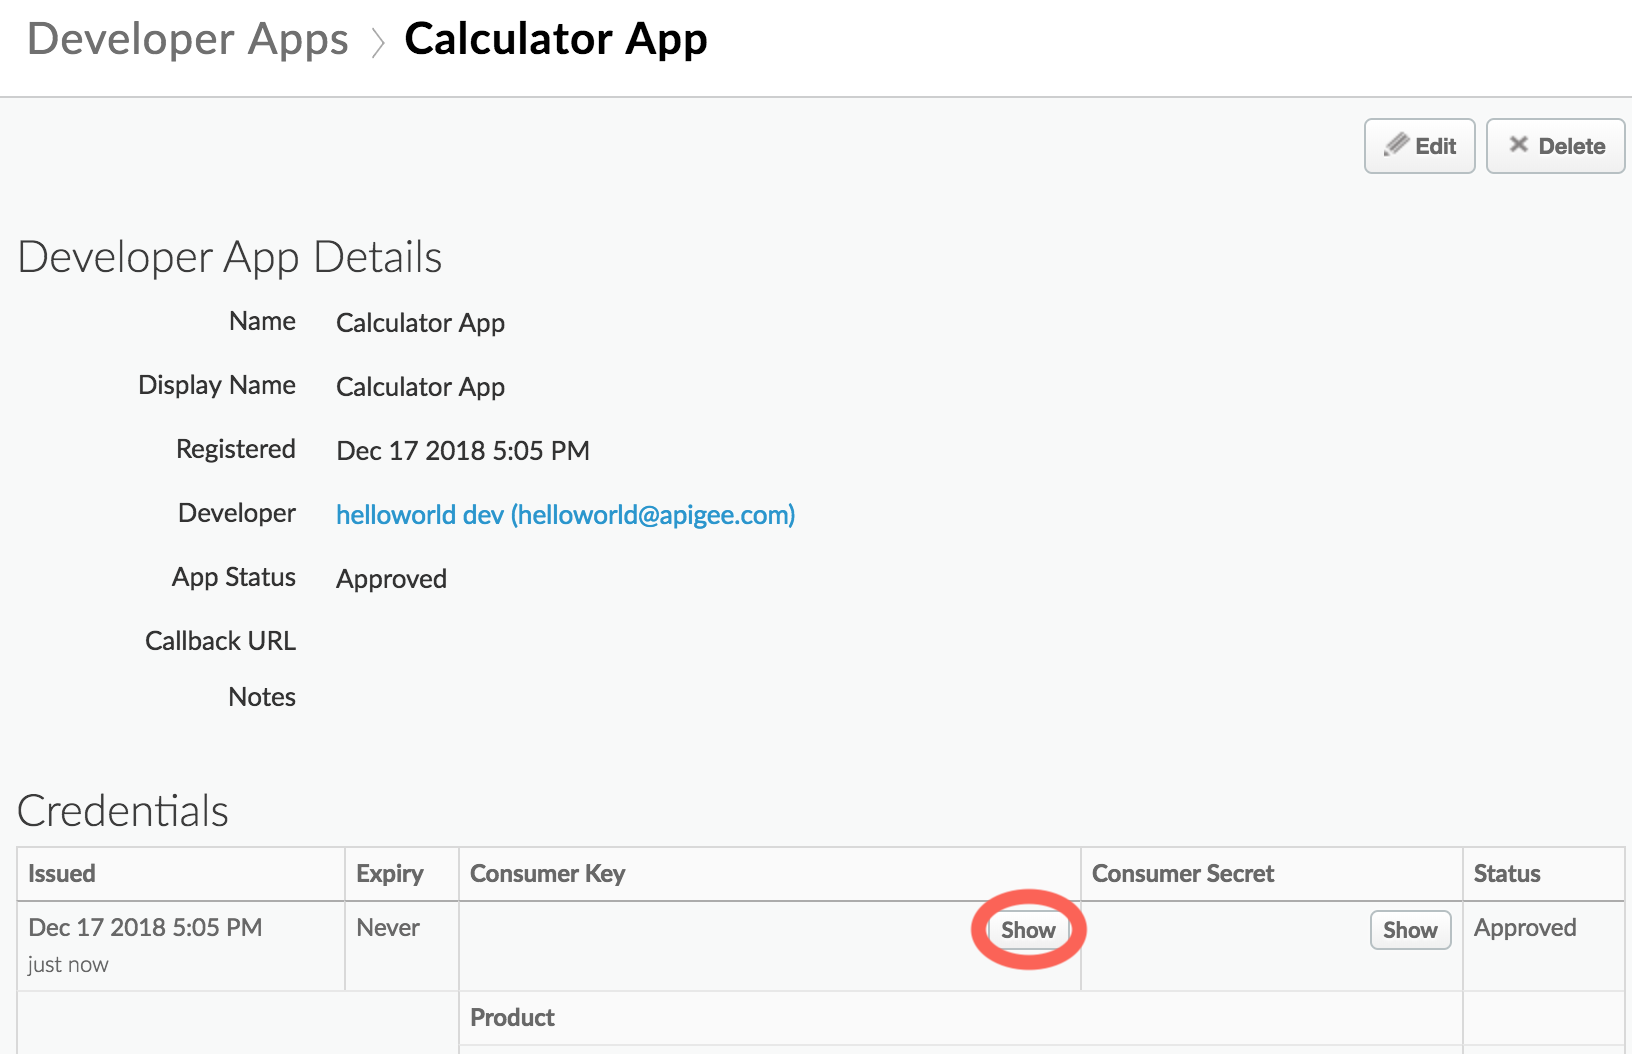 Developer Apps > Calculator App
Edit
Delete
Developer App Details
Name Calculator App
Display Name Calculator App
Registered Dec 17 2018 5:05 PM
Developer helloworld dev (helloworld@apigee.com)
App Status Approved
Callback URL
Notes
Credentials
Issued Expiry Consumer Key Consumer Secret Status
Dec 17 2018 5:05 PM Never Show Show Approved
just now
Product